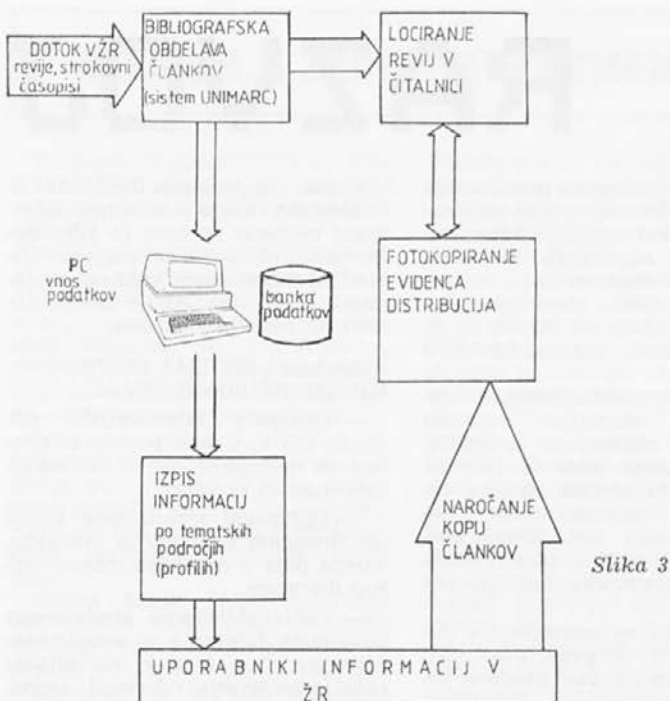 DOTOK V ŽR
revije, strokovni
časopisi
BIBLIOGRAFSKA
OBDELAVA
ČLANKOV
(sistem UNIMARC)
LOCIRANJE
REVIJ V
ČITALNICI
PC
vnos
podatkov
banka
podatkov
FOTOKOPIRANJE
EVIDENCA
DISTRIBUCIJA
IZPIS
INFORMACIJ
po tematskih
področjih
(profilih)
NAROČANJE
KOPIJ
ČLANKOV
Slika 3
UPORABNIKI INFORMACIJ V
ŽR